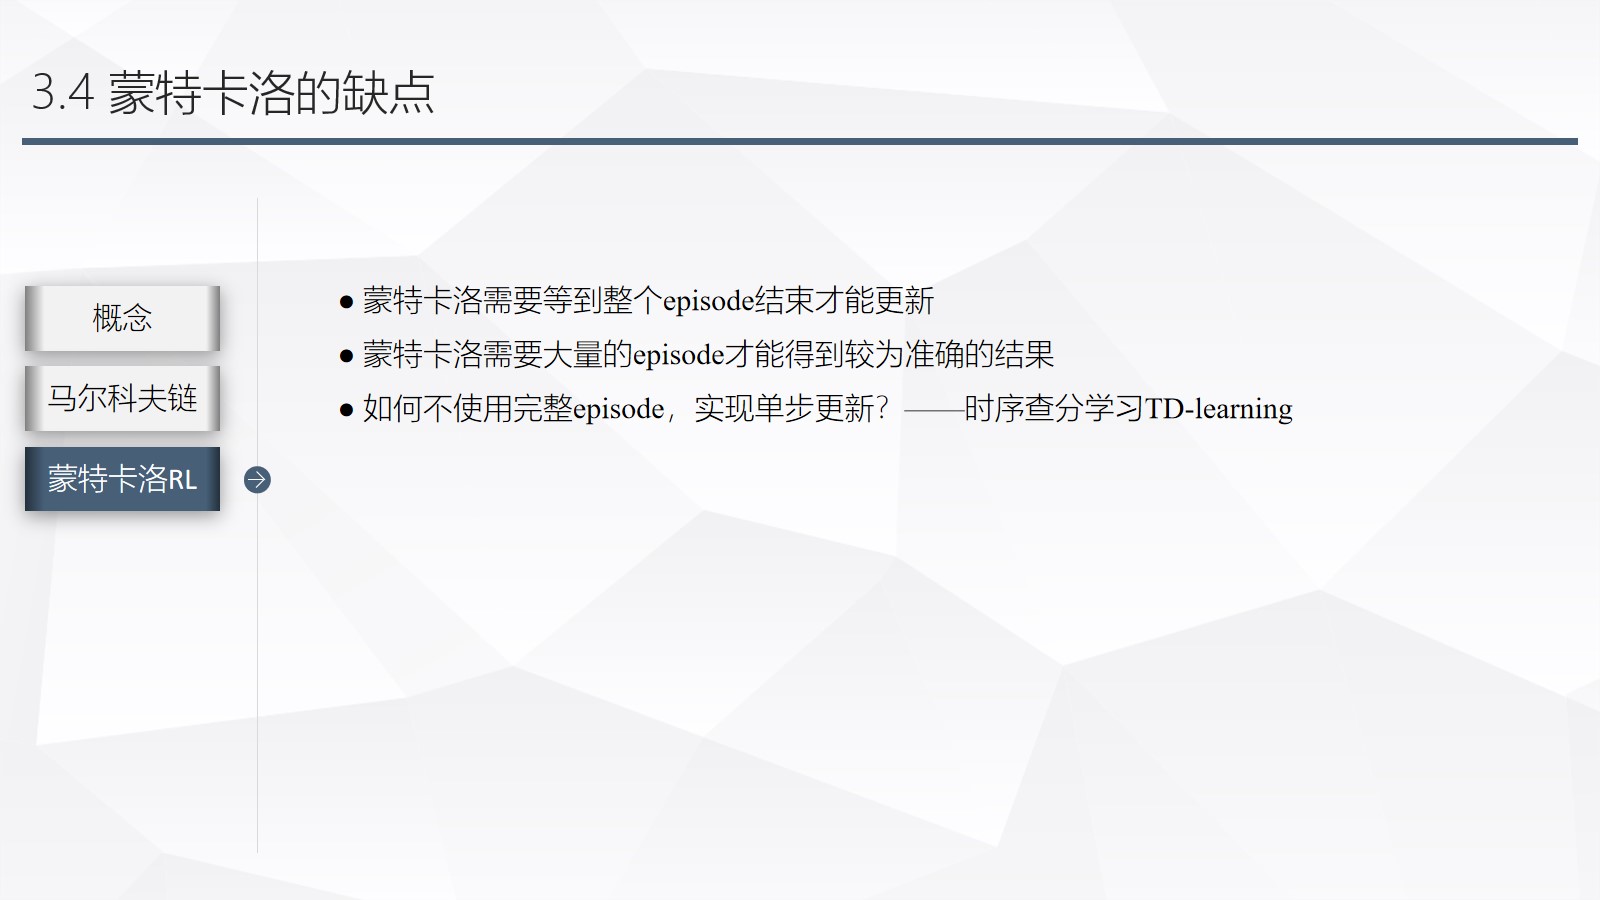 3.4 蒙特卡洛的缺点
概念
马尔科夫链
蒙特卡洛RL
● 蒙特卡洛需要等到整个episode结束才能更新
● 蒙特卡洛需要大量的episode才能得到较为准确的结果
● 如何不使用完整episode，实现单步更新？——时序查分学习TD-learning